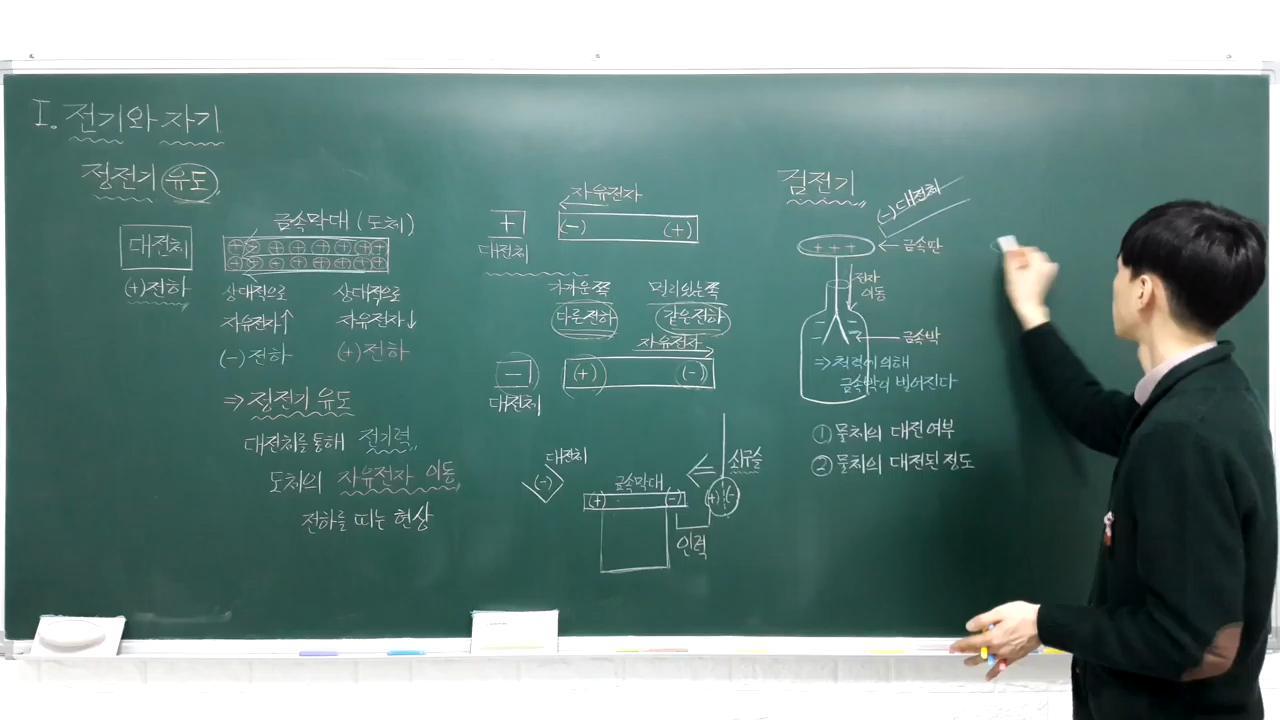 I. 전기와 자기
정전기 유도
대전체
(+)전하
금속막대 (도체)
+ + + + + + + +
+ + + + + + + +
상대적으로
자유전자↑
(-)전하
상대적으로
자유전자↓
(+)전하
⇒ 정전기 유도
대전체를 통해 전기력
도체의 자유전자 이동
전하를 띠는 현상
+
대전체
자유전자
(-) (+)
가까운쪽
다른전하
멀리있는쪽
같은전하
자유전자
-
대전체
(+) (-)
대전체
(-)
금속막대
(+) (-)
쇠구슬
(+) (-)
인력
검전기
(-) 대전체
+ + +
← 금속판
전자
이동
금속박
⇒ 척력에 의해
금속박이 벌어진다
① 물체의 대전여부
② 물체의 대전된 정도